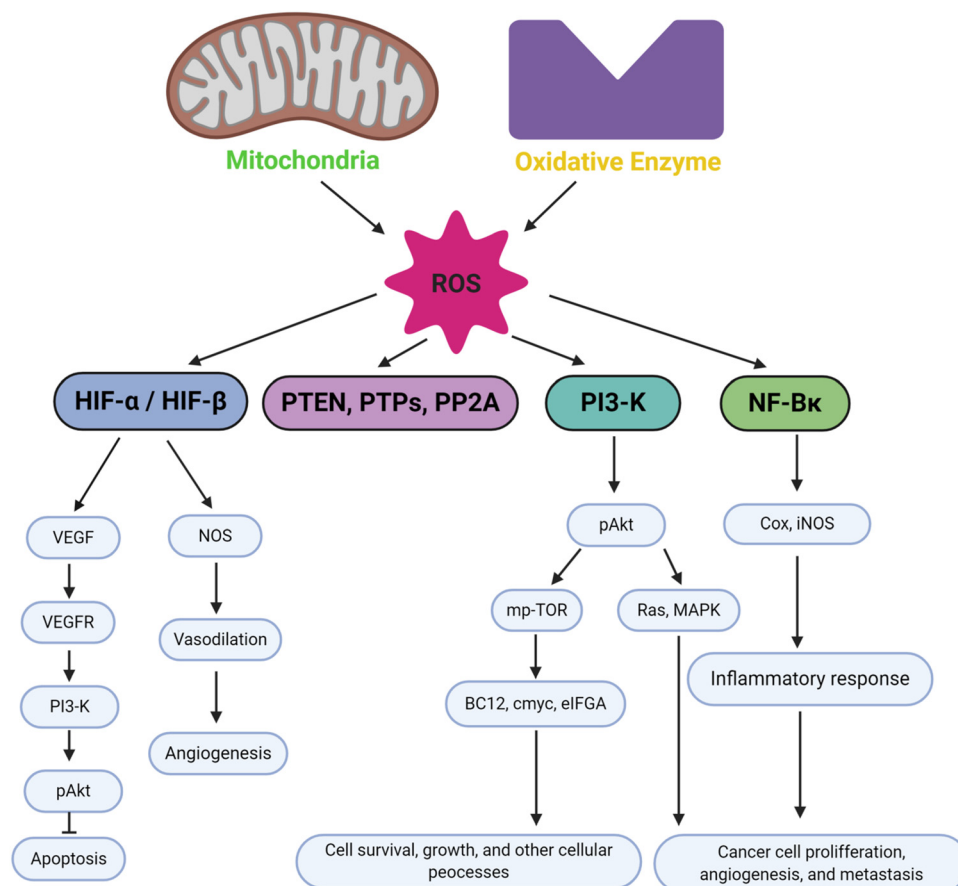 Mitochondria
Oxidative Enzyme
ROS
HIF-α / HIF-β
PTEN, PTPs, PP2A
PI3-K
NF-Bκ
VEGF
NOS
pAkt
Cox, iNOS
VEGFR
Vasodilation
mp-TOR
Ras, MAPK
PI3-K
Angiogenesis
BC12, cmyc, eIFGA
Inflammatory response
pAkt
Apoptosis
Cell survival, growth, and other cellular
peocesses
Cancer cell prolifferation,
angiogenesis, and metastasis